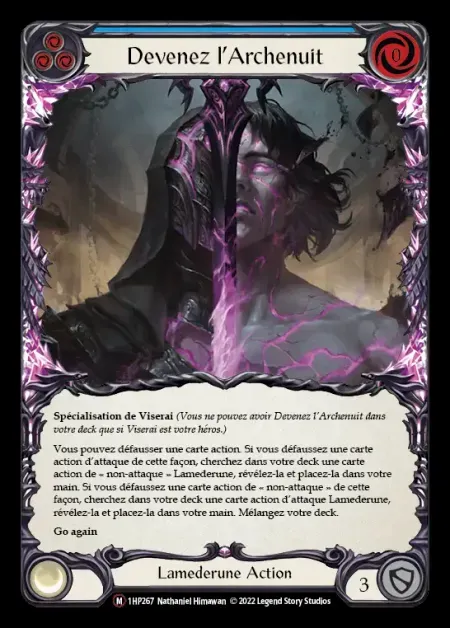 Devenez l'Archenuit
0
Spécialisation de Viserai (Vous ne pouvez avoir Devenez l'Archenuit dans
votre deck que si Viserai est votre héros.)
Vous pouvez défausser une carte action. Si vous défaussez une carte
action d'attaque de cette façon, cherchez dans votre deck une carte
action de « non-attaque » Lamederune, révélez-la et placez-la dans votre
main. Si vous défaussez une carte action de « non-attaque » de cette
façon, cherchez dans votre deck une carte action d'attaque Lamederune,
révélez-la et placez-la dans votre main. Mélangez votre deck.
Go again
Lamederune Action
3
M 1HP267 Nathaniel Himawan © 2022 Legend Story Studios